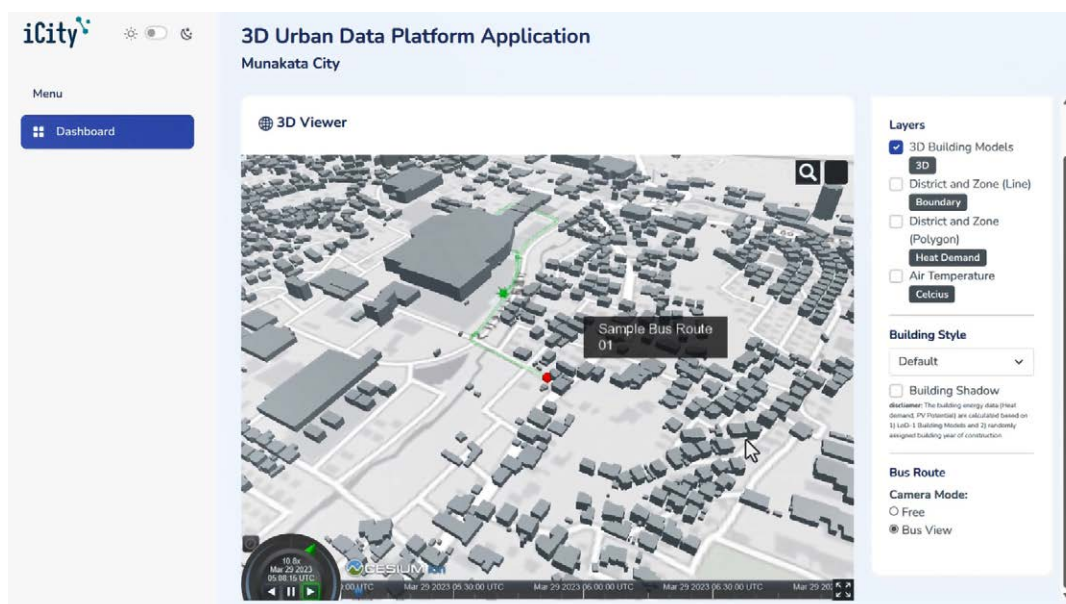 iCity
Menu
Dashboard
3D Urban Data Platform Application
Munakata City
3D Viewer
Sample Bus Route
01
10.8x
Mar 29 2023
05:08:15 UTC
CESIUM ion
Mar 29 2023 05:30:00 UTC
Mar 29 2023 06:00:00 UTC
Mar 29 2023 06:30:00 UTC
Mar 29 202
Layers
3D Building Models
3D
District and Zone (Line)
Boundary
District and Zone
(Polygon)
Heat Demand
Air Temperature
Celcius
Building Style
Default
Building Shadow
disclaimer: The building energy data (Heat
demand, PV Potential) are calculated based on
1) LoD-1 Building Models and 2) randomly
assigned building year of construction
Bus Route
Camera Mode:
Free
Bus View